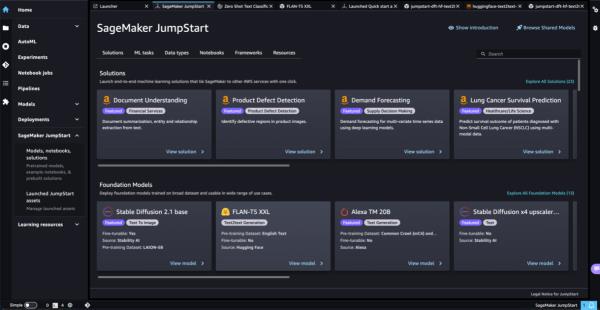 Launcher
SageMaker JumpStart
Zero Shot Text Classific
FLAN-T5 XXL
Launched Quick start a
jumpstart-dft-hf-text2t
huggingface-text2text-
jumpstart-dft-hf-text2t
Home
Data
AutoML
Experiments
Notebook jobs
Pipelines
Models
Deployments
SageMaker JumpStart
Models, notebooks,
solutions
Pretrained models,
example notebooks, &
prebuilt solutions
Launched JumpStart
assets
Manage launched assets
Learning resources
SageMaker JumpStart
Show introduction
Browse Shared Models
Solutions
ML tasks
Data types
Notebooks
Frameworks
Resources
Search
Solutions
Launch end-to-end machine learning solutions that tie SageMaker to other AWS services with one click.
Explore All Solutions (23)
Document Understanding
Featured
Financial Services
Document summarization, entity and relationship
extraction from text.
View solution
Product Defect Detection
Featured
Product Defect Detection
Identify defective regions in product images.
View solution
Demand Forecasting
Featured
Supply Decision Making
Demand forecasting for multi-variate time series data
using deep learning models.
View solution
Lung Cancer Survival Prediction
Featured
Healthcare/Life Science
Predict survival outcome of patients diagnosed with
Non-Small Cell Lung Cancer (NSCLC) using multi-
modal data.
View solution
Foundation Models
Deploy foundation models trained on broad dataset and usable in wide range of use cases.
Explore All Foundation Models (13)
Stable Diffusion 2.1 base
Featured
Text To Image
Fine-tunable: Yes
Source: Stability AI
Pre-training Dataset: LAION-5B
View model
FLAN-T5 XXL
Text2text Generation
Pre-training Dataset: English Text
Fine-tunable: No
Source: Hugging Face
View model
Alexa TM 20B
Featured
Text Generation
Pre-training Dataset: Common Crawl (mC4) and...
Fine-tunable: No
Source: Alexa
View model
Stable Diffusion x4 upscaler...
Featured
Text
Fine-tunable: No
Source: Stability AI
View model
Legal Notice for JumpStart
Simple
0
4
SageMaker JumpStart
1